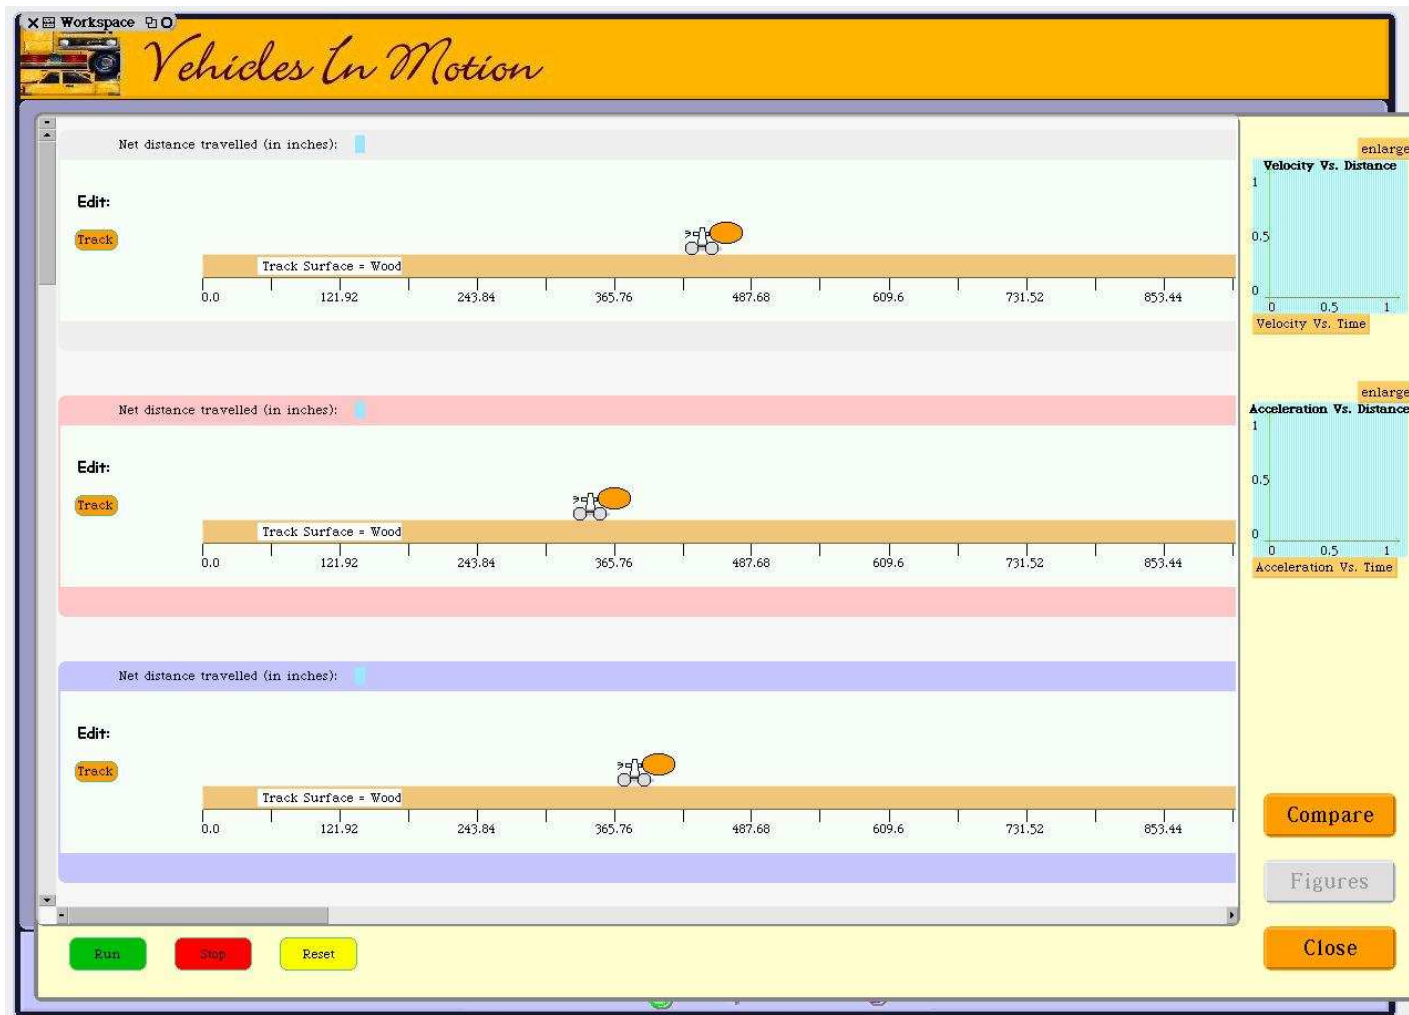 Workspace
Vehicles In Motion
Net distance travelled (in inches):
Edit:
Track
Track Surface = Wood
0.0 121.92 243.84 365.76 487.68 609.6 731.52 853.44
Net distance travelled (in inches):
Edit:
Track
Track Surface = Wood
0.0 121.92 243.84 365.76 487.68 609.6 731.52 853.44
Net distance travelled (in inches):
Edit:
Track
Track Surface = Wood
0.0 121.92 243.84 365.76 487.68 609.6 731.52 853.44
Run Stop Reset
enlarge
Velocity Vs. Distance
1
0.5
0
0 0.5 1
Velocity Vs. Time
enlarge
Acceleration Vs. Distance
1
0.5
0
0 0.5 1
Acceleration Vs. Time
Compare
Figures
Close